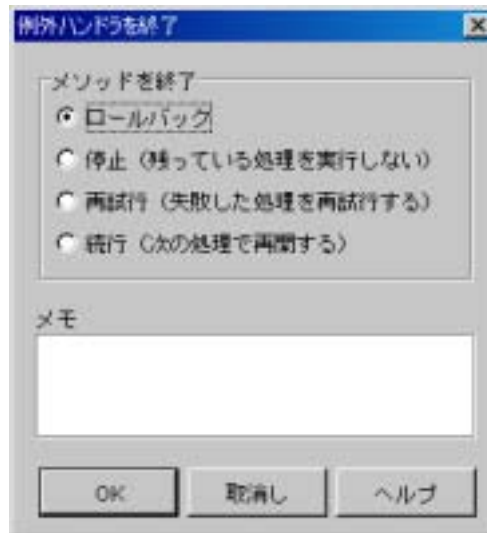 例外ハンドラを終了
メソッドを終了
ロールバック
停止（残っている処理を実行しない）
再試行（失敗した処理を再試行する）
続行（次の処理で再開する）
メモ
OK
取消し
ヘルプ